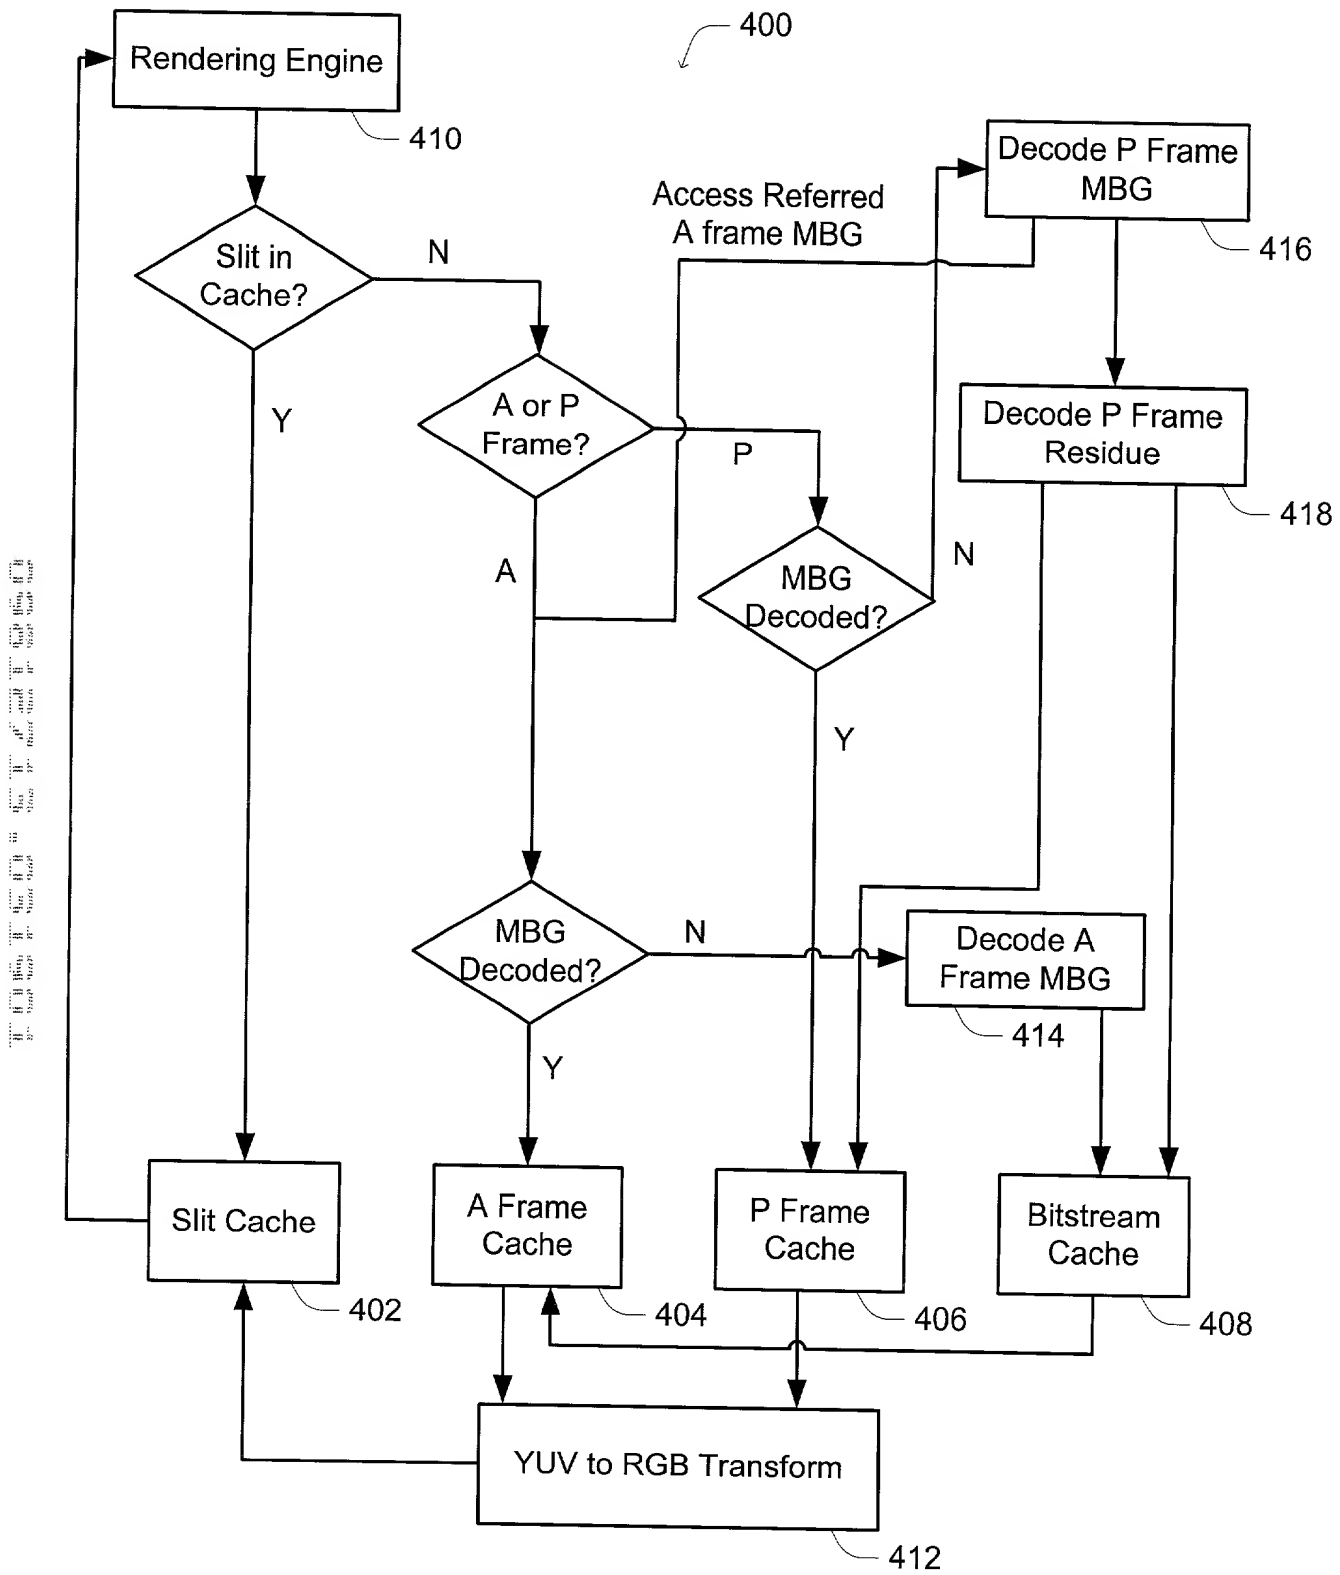 400
Rendering Engine
410
Decode P Frame
MBG
416
Access Referred
A frame MBG
Slit in
Cache?
N
Y
A or P
Frame?
P
A
Decode P Frame
Residue
418
MBG
Decoded?
N
Y
MBG
Decoded?
N
Y
Decode A
Frame MBG
414
Slit Cache
402
A Frame
Cache
404
P Frame
Cache
406
Bitstream
Cache
408
YUV to RGB Transform
412